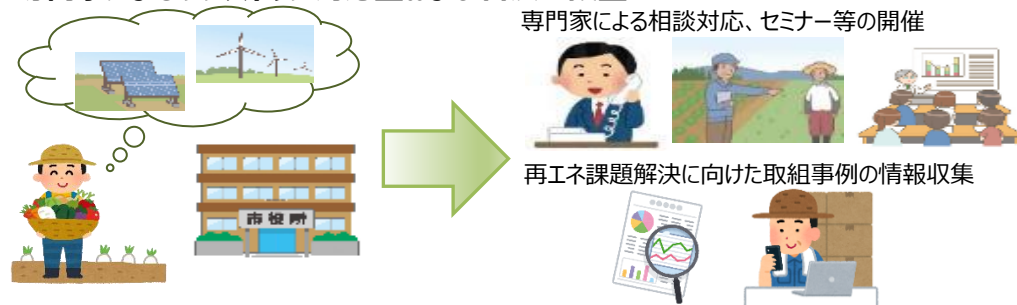 専門家による相談対応、セミナー等の開催
市役所
再エネ課題解決に向けた取組事例の情報収集